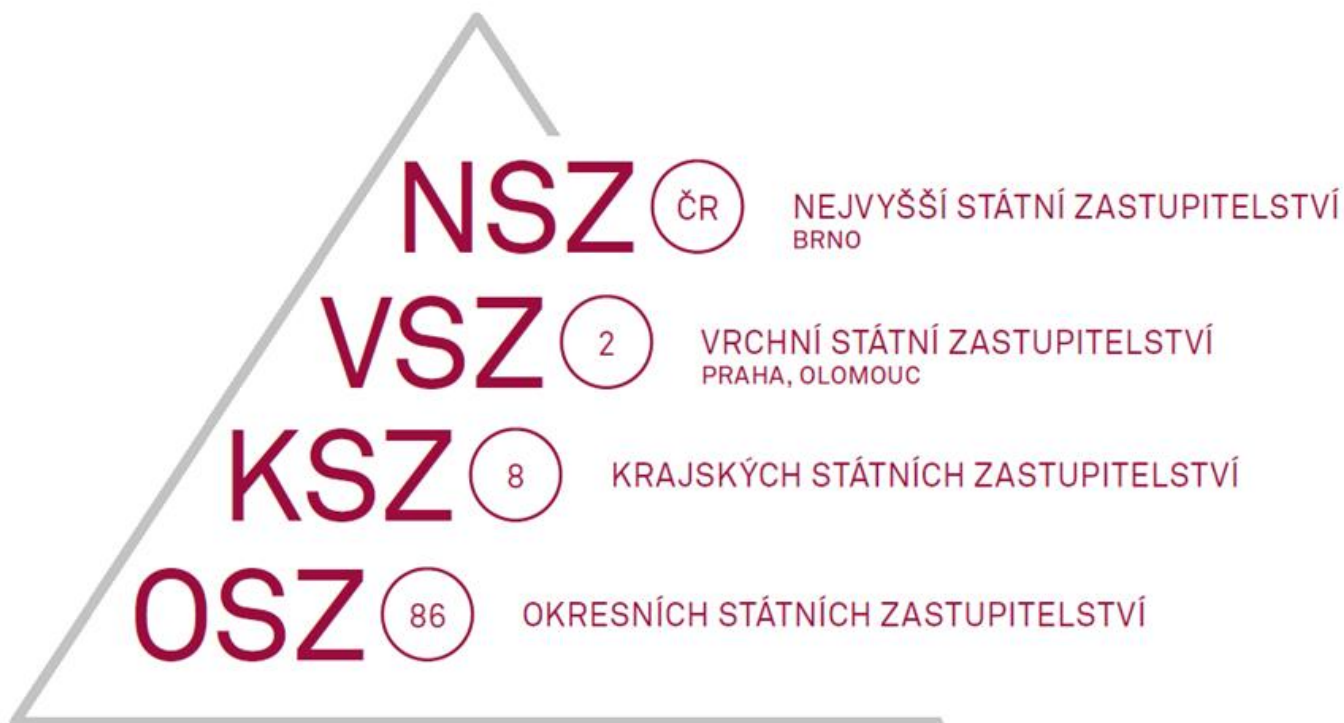 NSZ ČR NEJVYŠŠÍ STÁTNÍ ZASTUPITELSTVÍ
BRNO
VSZ 2 VRCHNÍ STÁTNÍ ZASTUPITELSTVÍ
PRAHA, OLOMOUC
KSZ 8 KRAJSKÝCH STÁTNÍCH ZASTUPITELSTVÍ
OSZ 86 OKRESNÍCH STÁTNÍCH ZASTUPITELSTVÍ